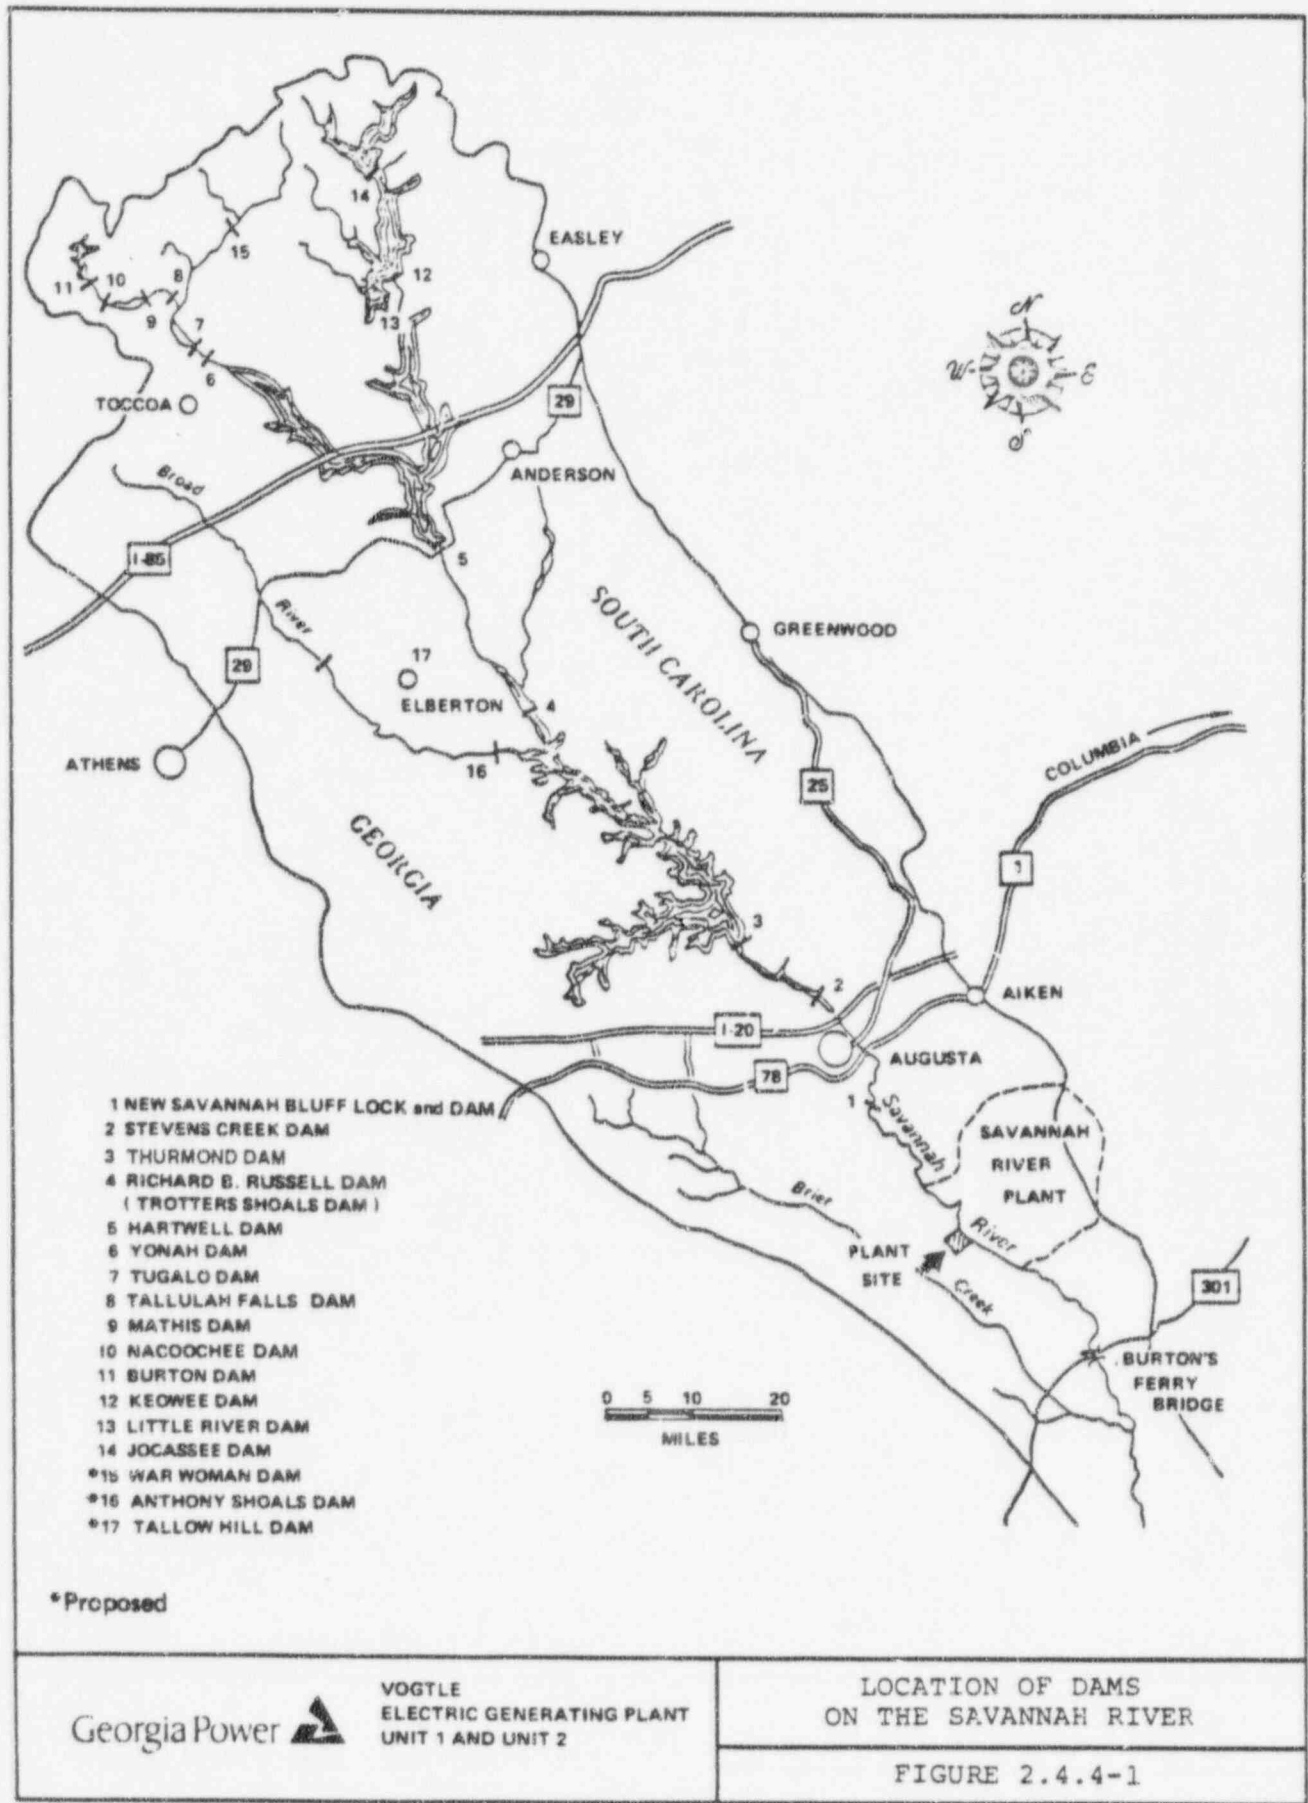 14
EASLEY
15
12
11
10
8
9
13
7
6
N
W
E
S
TOCCOA
29
ANDERSON
Broad
I-85
5
SOUTH CAROLINA
River
GREENWOOD
29
17
ELBERTON
4
ATHENS
16
COLUMBIA
25
GEORGIA
1
3
2
AIKEN
I-20
AUGUSTA
78
1
Savannah
River
SAVANNAH
RIVER
PLANT
Brier
Creek
PLANT
SITE
301
BURTON'S
FERRY
BRIDGE
1 NEW SAVANNAH BLUFF LOCK and DAM
2 STEVENS CREEK DAM
3 THURMOND DAM
4 RICHARD B. RUSSELL DAM
( TROTTERS SHOALS DAM )
5 HARTWELL DAM
6 YONAH DAM
7 TUGALO DAM
8 TALLULAH FALLS DAM
9 MATHIS DAM
10 NACOOCHEE DAM
11 BURTON DAM
12 KEOWEE DAM
13 LITTLE RIVER DAM
14 JOCASSEE DAM
*15 WAR WOMAN DAM
*16 ANTHONY SHOALS DAM
*17 TALLOW HILL DAM
0 5 10 20
MILES
*Proposed
Georgia Power
VOGTLE
ELECTRIC GENERATING PLANT
UNIT 1 AND UNIT 2
LOCATION OF DAMS
ON THE SAVANNAH RIVER
FIGURE 2.4.4-1